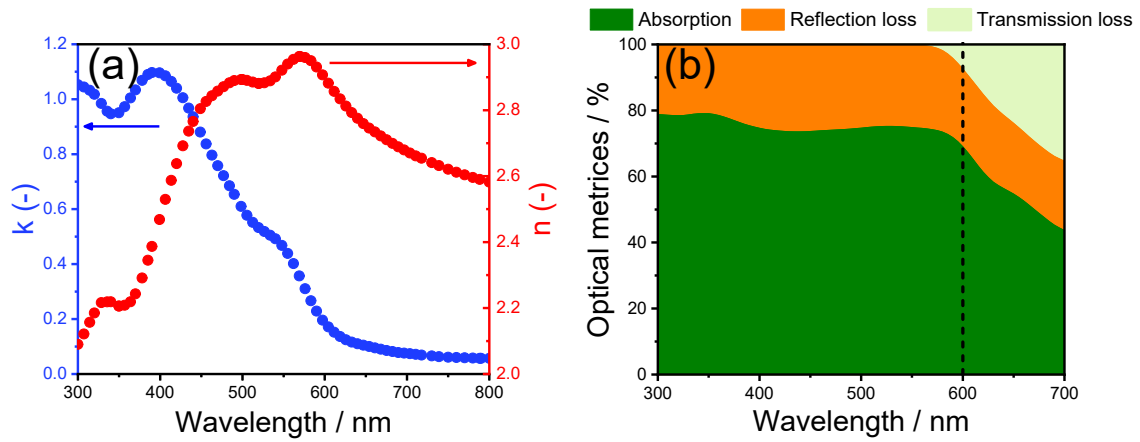 Absorption Reflection loss Transmission loss
(a)
k (-)
1.2
1.0
0.8
0.6
0.4
0.2
0.0
n (-)
3.0
2.8
2.6
2.4
2.2
2.0
300 400 500 600 700 800
Wavelength / nm
(b)
Optical metrices / %
100
80
60
40
20
0
300 400 500 600 700
Wavelength / nm